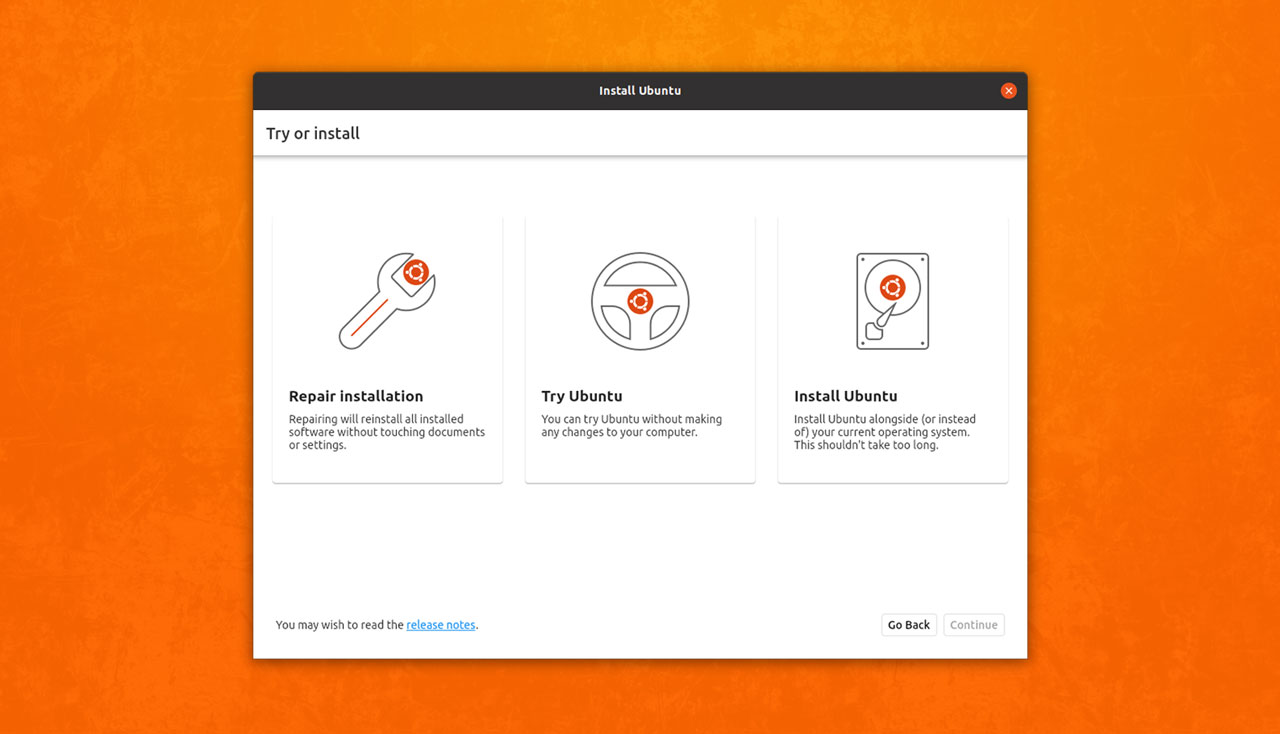 Install Ubuntu
Try or install
Repair installation
Repairing will reinstall all installed
software without touching documents
or settings.
Try Ubuntu
You can try Ubuntu without making
any changes to your computer.
Install Ubuntu
Install Ubuntu alongside (or instead
of) your current operating system.
This shouldn't take too long.
You may wish to read the release notes.
Go Back
Continue